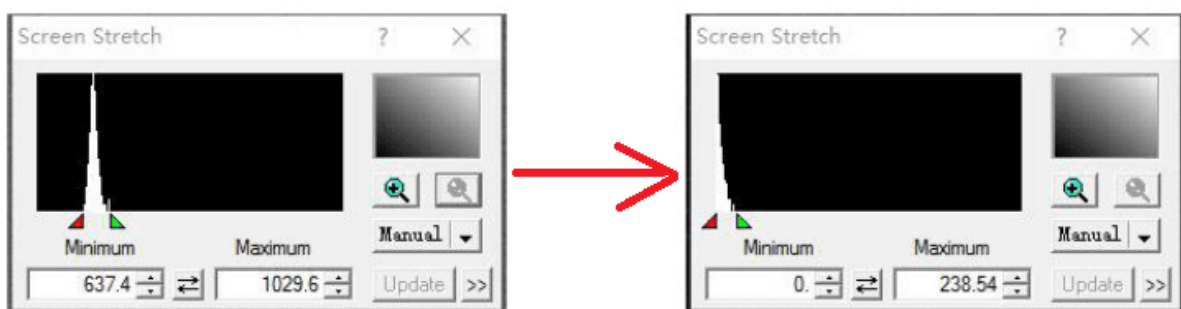 Screen Stretch ? ×
Manual
Minimum Maximum
637.4 1029.6 Update >>
Screen Stretch ? ×
Manual
Minimum Maximum
0. 238.54 Update >>